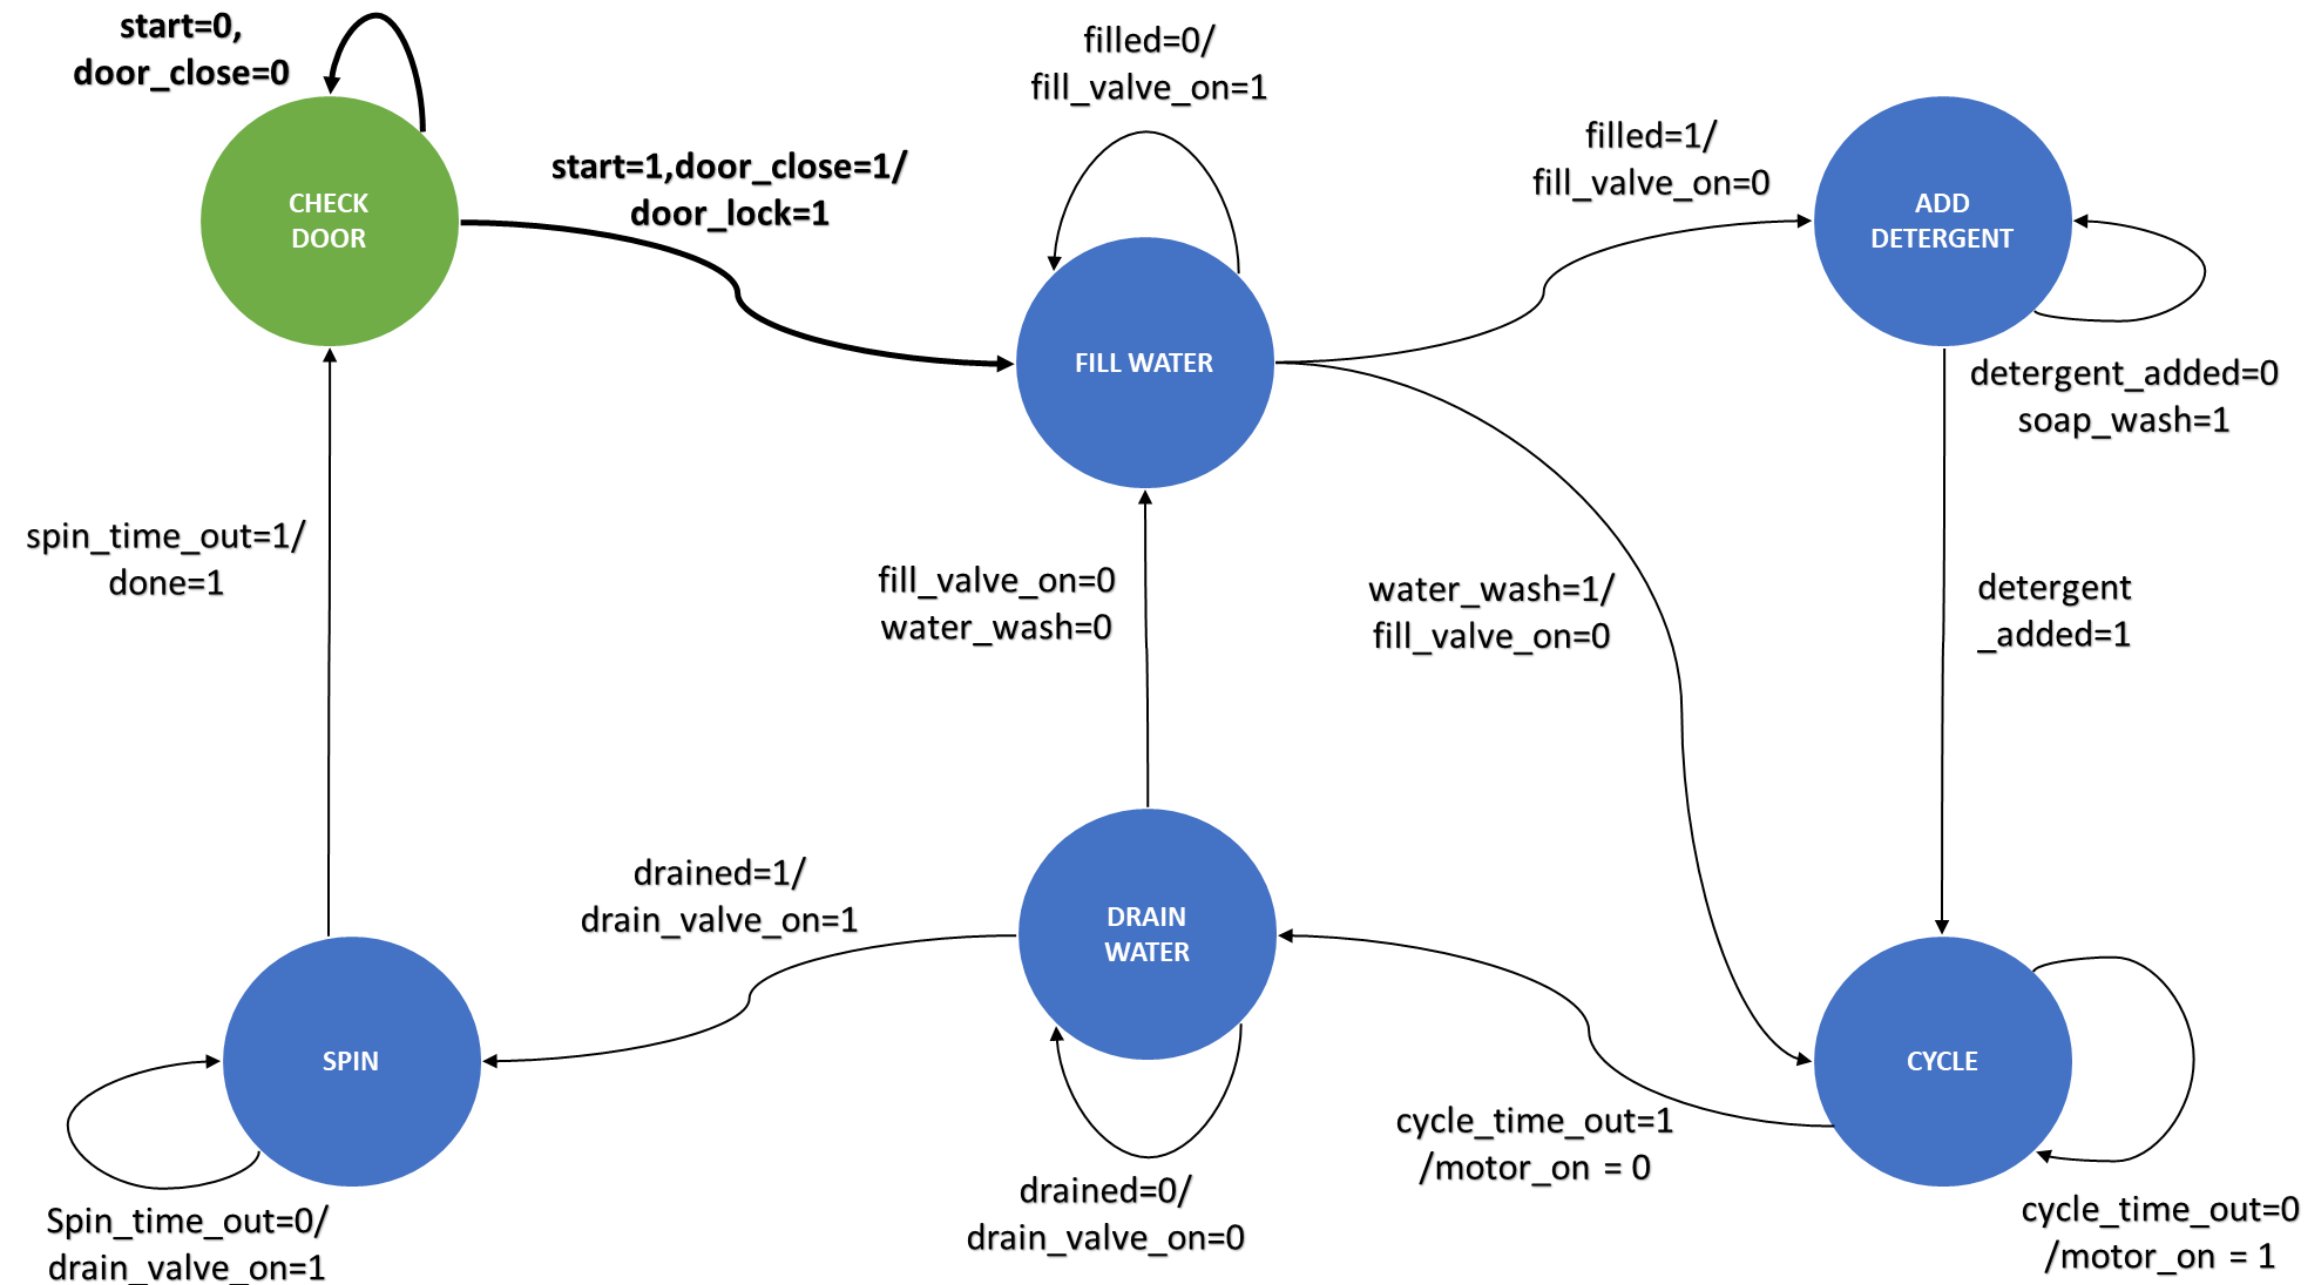 start=0,
door_close=0
filled=0/
fill_valve_on=1
filled=1/
fill_valve_on=0
start=1,door_close=1/
door_lock=1
CHECK
DOOR
ADD
DETERGENT
FILL WATER
detergent_added=0
soap_wash=1
spin_time_out=1/
done=1
fill_valve_on=0
water_wash=0
water_wash=1/
fill_valve_on=0
detergent
_added=1
drained=1/
drain_valve_on=1
DRAIN
WATER
SPIN
CYCLE
cycle_time_out=1
/motor_on = 0
drained=0/
drain_valve_on=0
Spin_time_out=0/
drain_valve_on=1
cycle_time_out=0
/motor_on = 1